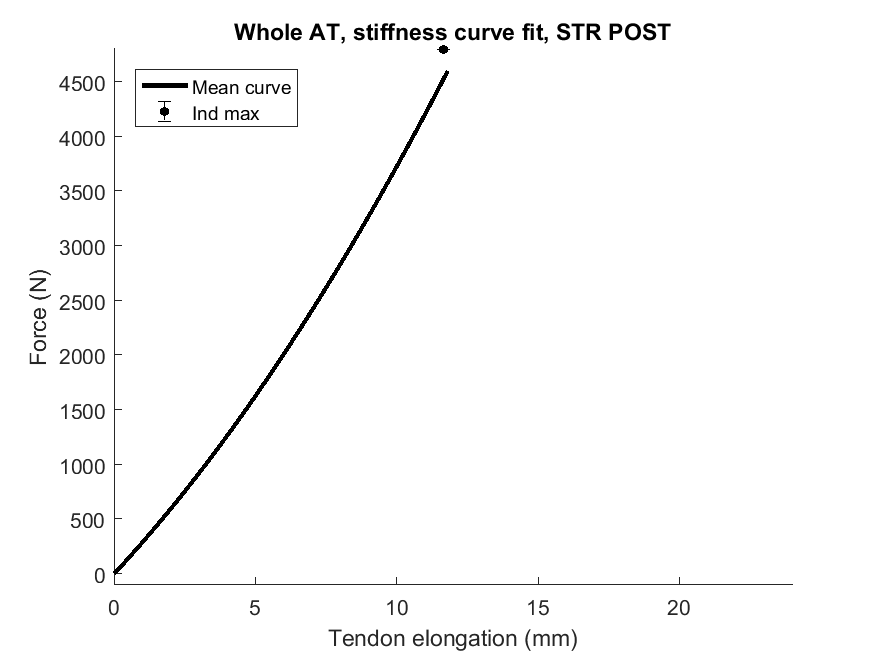 Whole AT, stiffness curve fit, STR POST
Mean curve
Ind max
4500
4000
3500
3000
2500
2000
1500
1000
500
0
Force (N)
0 5 10 15 20
Tendon elongation (mm)